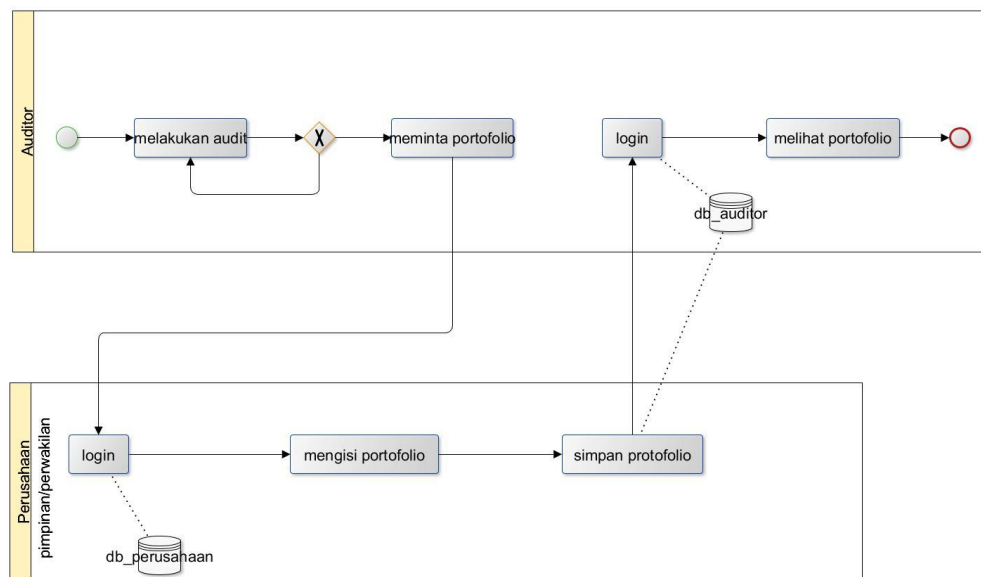 Auditor
melakukan audit
X
meminta portofolio
login
melihat portofolio
db_auditor
Perusahaan
pimpinan/perwakilan
login
mengisi portofolio
simpan protofolio
db_perusahaan